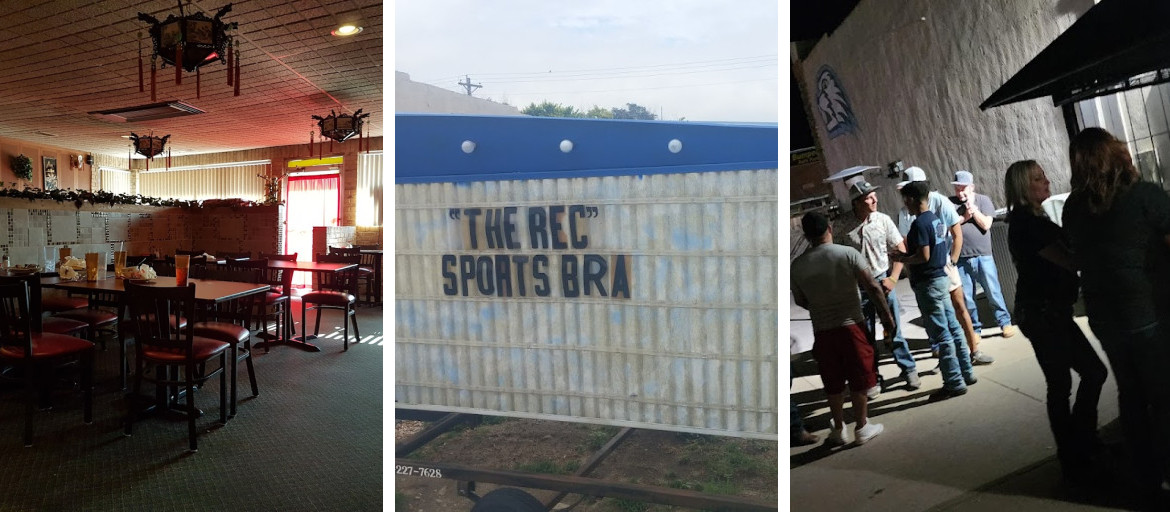 "THE REC"
SPORTS BRA
227-7628